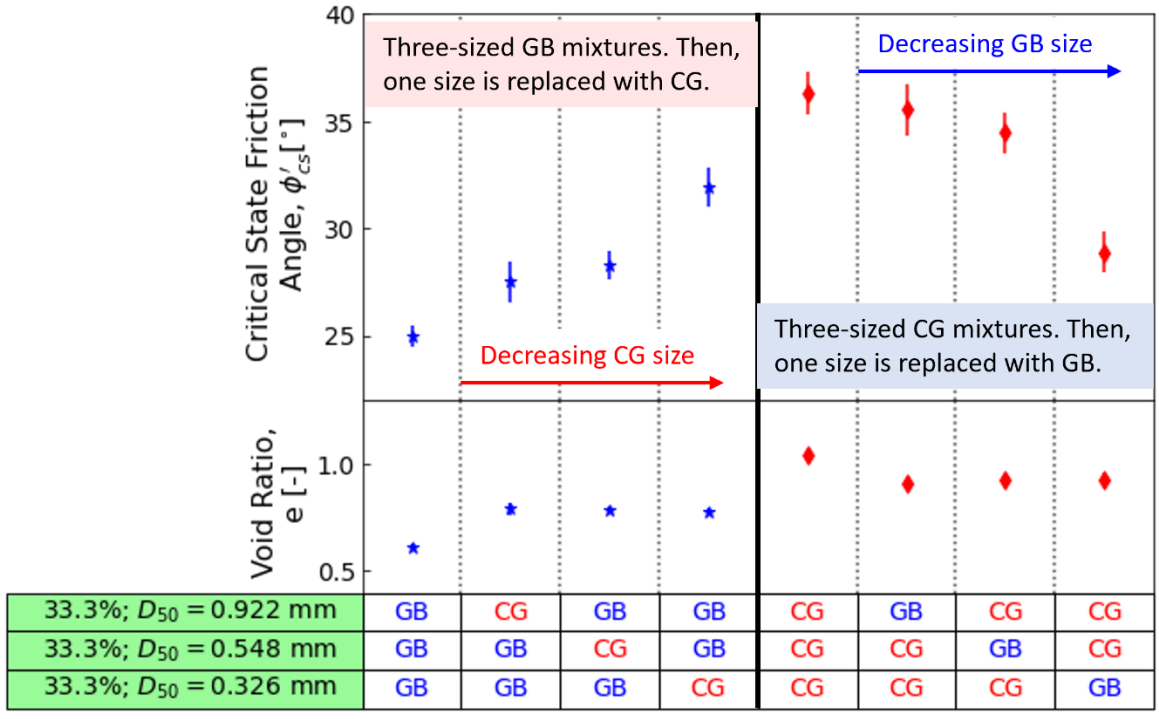 40
35
30
25
Critical State Friction
Angle, ϕ′cs[°]
Three-sized GB mixtures. Then,
one size is replaced with CG.
Decreasing GB size
Decreasing CG size
Three-sized CG mixtures. Then,
one size is replaced with GB.
Void Ratio,
e [-]
1.0
0.5
33.3%; D50 = 0.922 mm GB CG GB GB CG GB CG CG
33.3%; D50 = 0.548 mm GB GB CG GB CG CG GB CG
33.3%; D50 = 0.326 mm GB GB GB CG CG CG CG GB